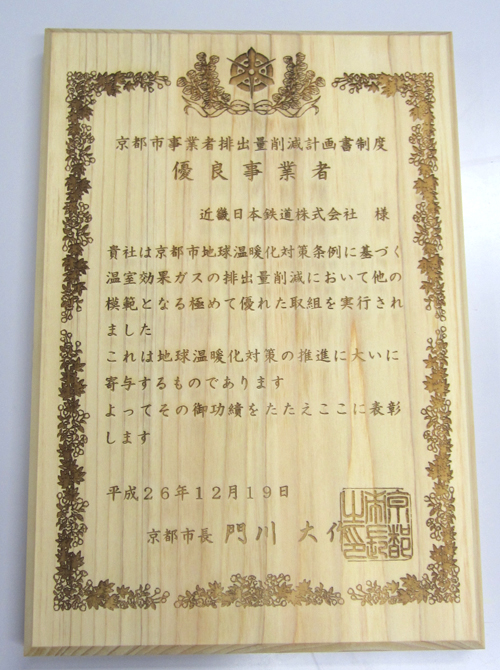 京都市事業者排出量削減計画書制度
優良事業者
近畿日本鉄道株式会社 様
貴社は京都市地球温暖化対策条例に基づく
温室効果ガスの排出量削減において他の
模範となる極めて優れた取組を実行され
ました
これは地球温暖化対策の推進に大いに
寄与するものであります
よってその御功績をたたえここに表彰
します
平成26年12月19日
京都市長 門川 大作
京都市長之印